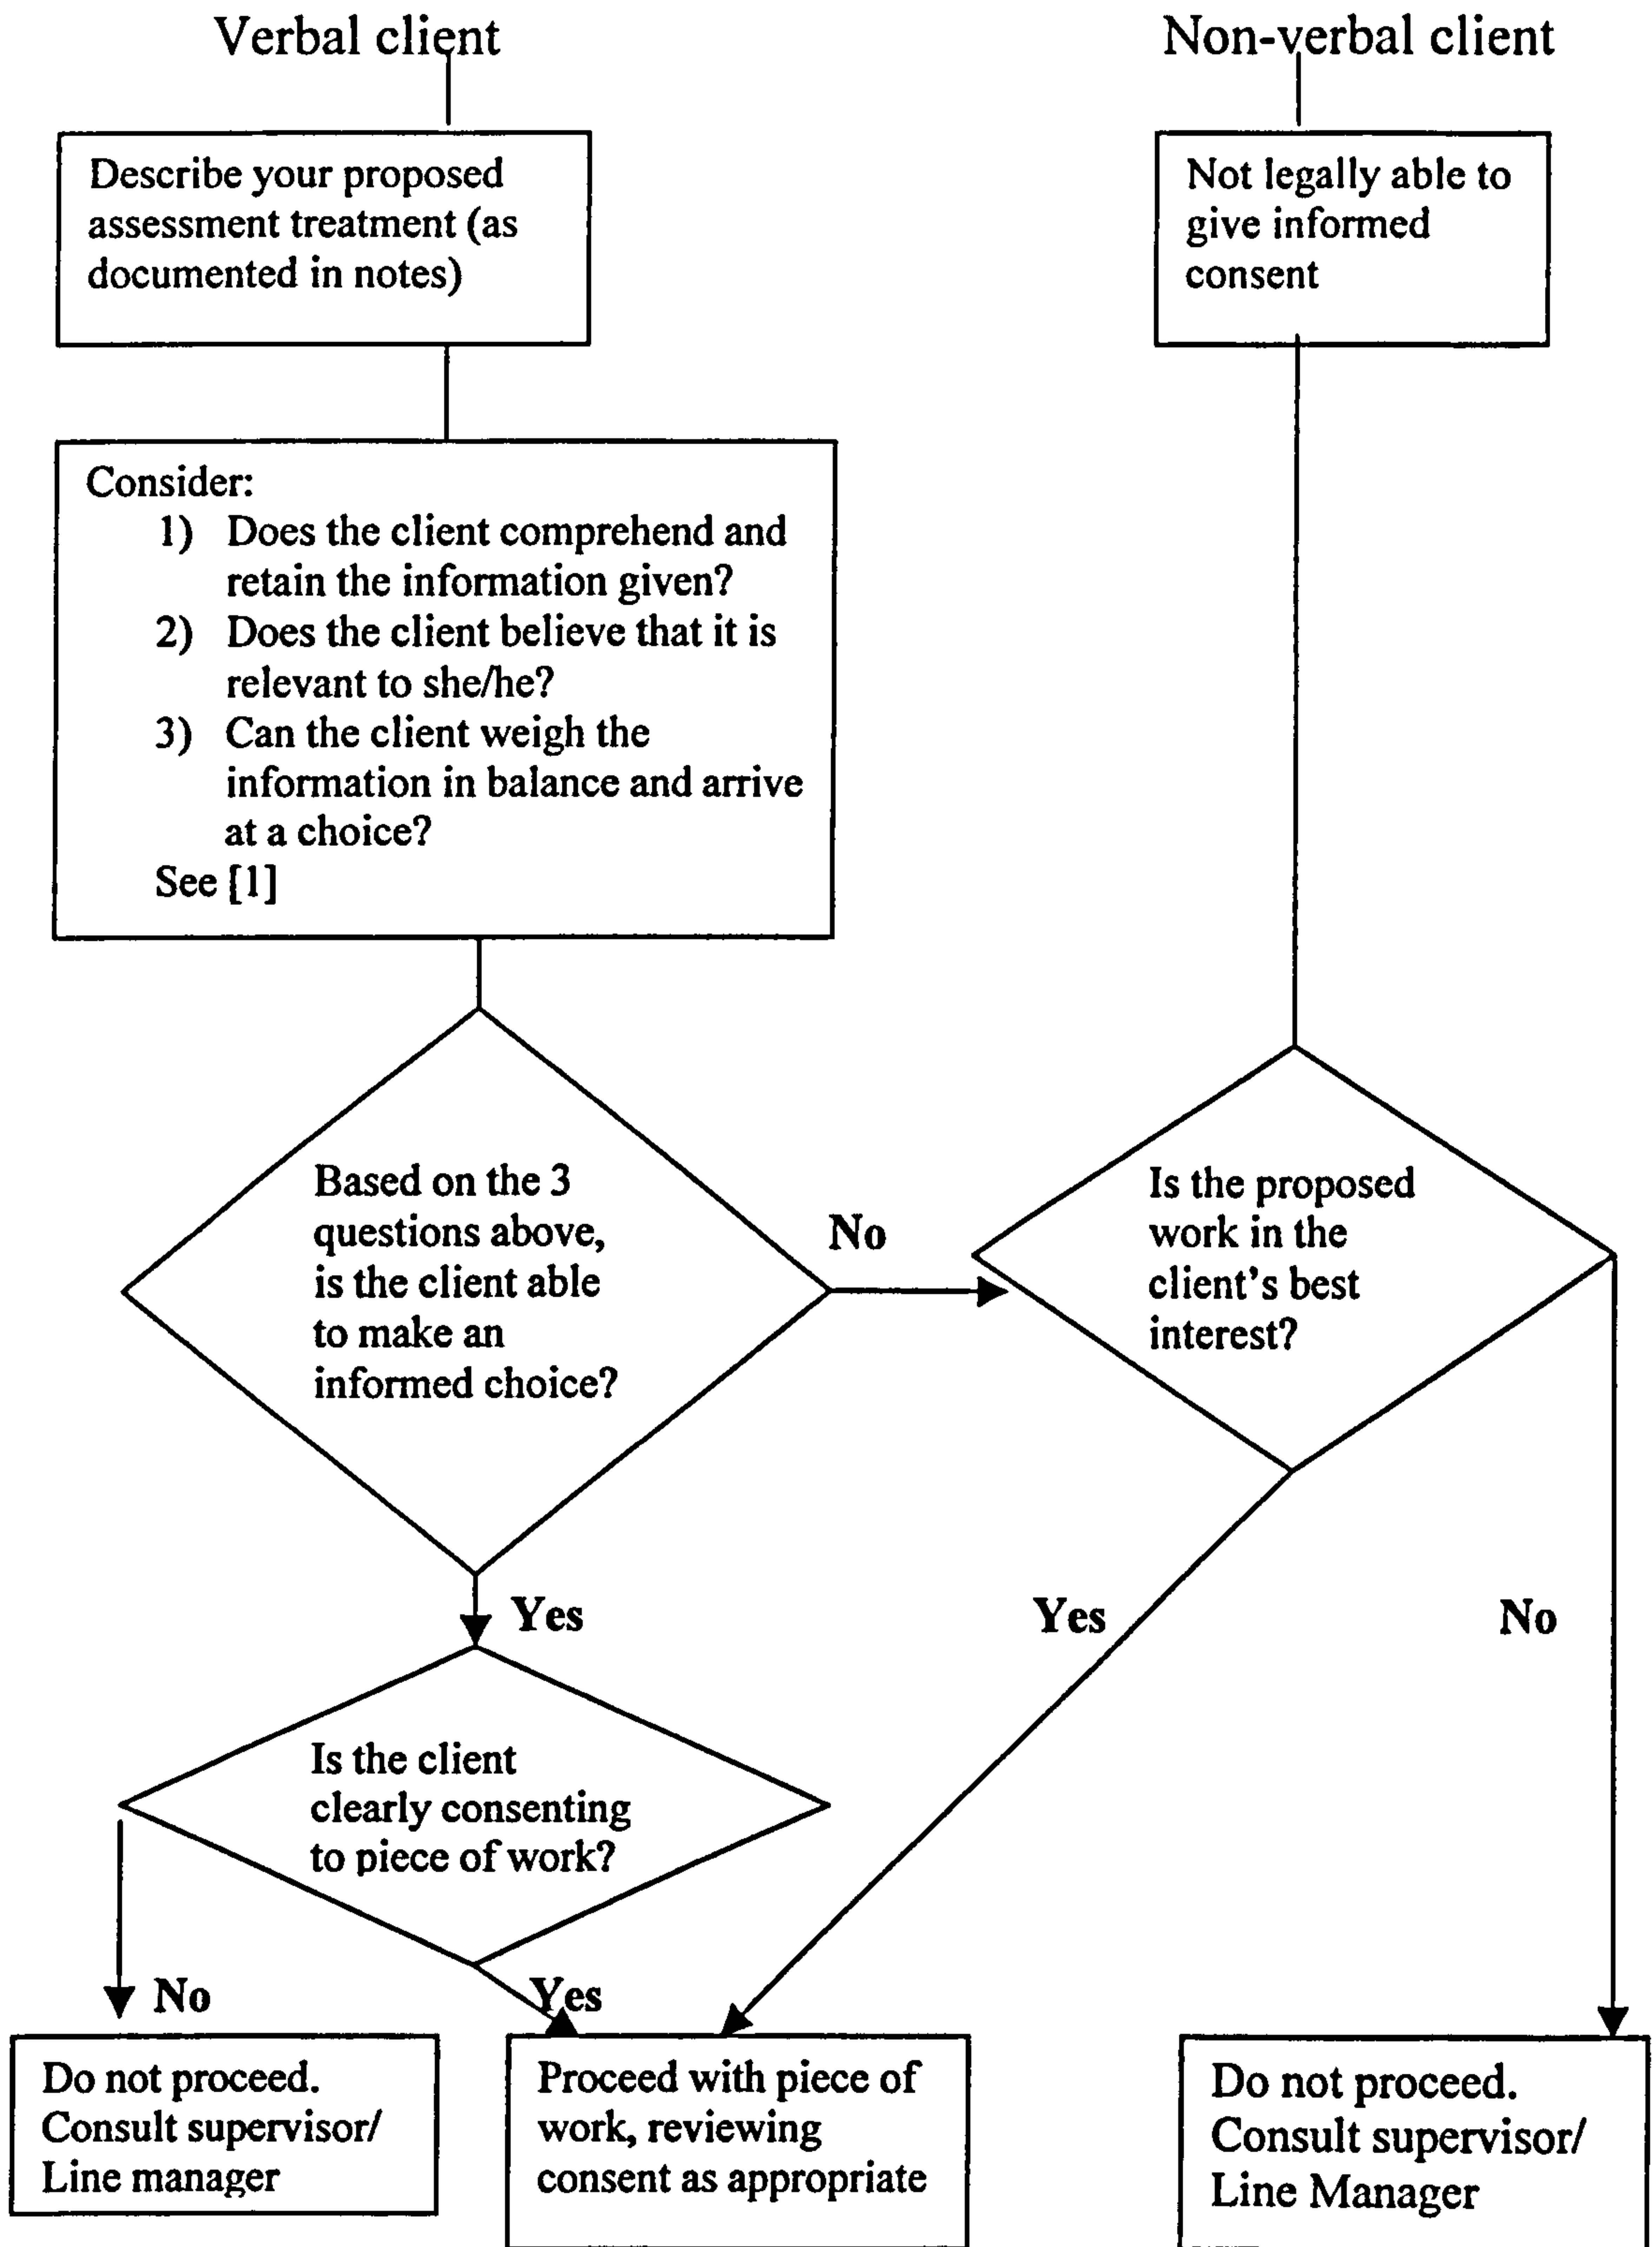 Verbal client
Non-verbal client
Describe your proposed
assessment treatment (as
documented in notes)
Not legally able to
give informed
consent
Consider:
1) Does the client comprehend and
retain the information given?
2) Does the client believe that it is
relevant to she/he?
3) Can the client weigh the
information in balance and arrive
at a choice?
See [1]
Based on the 3
questions above,
is the client able
to make an
informed choice?
No
Is the proposed
work in the
client's best
interest?
Yes
Yes
No
Is the client
clearly consenting
to piece of work?
No
Yes
Do not proceed.
Consult supervisor/
Line manager
Proceed with piece of
work, reviewing
consent as appropriate
Do not proceed.
Consult supervisor/
Line Manager